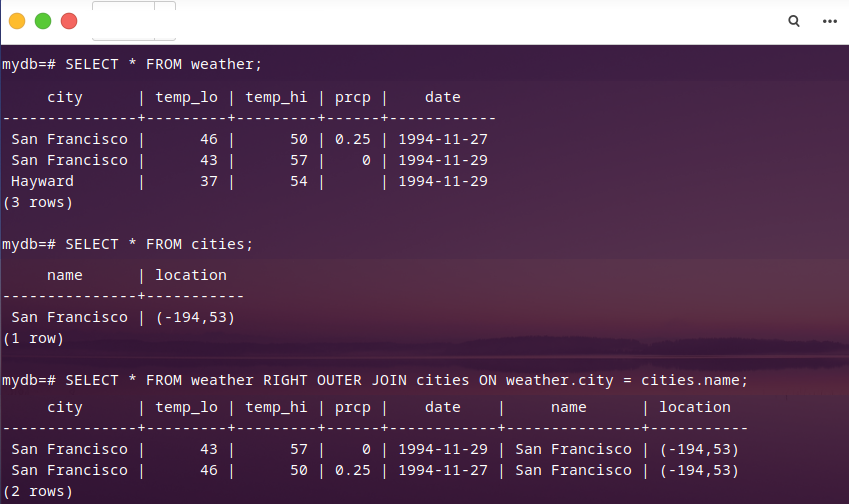 mydb=# SELECT * FROM weather;
     city      | temp_lo | temp_hi | prcp |    date
---------------+---------+---------+------+------------
 San Francisco |      46 |      50 | 0.25 | 1994-11-27
 San Francisco |      43 |      57 |    0 | 1994-11-29
 Hayward       |      37 |      54 |      | 1994-11-29
(3 rows)
mydb=# SELECT * FROM cities;
     name      | location
---------------+-----------
 San Francisco | (-194,53)
(1 row)
mydb=# SELECT * FROM weather RIGHT OUTER JOIN cities ON weather.city = cities.name;
     city      | temp_lo | temp_hi | prcp |    date    |     name      | location
---------------+---------+---------+------+------------+---------------+-----------
 San Francisco |      43 |      57 |    0 | 1994-11-29 | San Francisco | (-194,53)
 San Francisco |      46 |      50 | 0.25 | 1994-11-27 | San Francisco | (-194,53)
(2 rows)